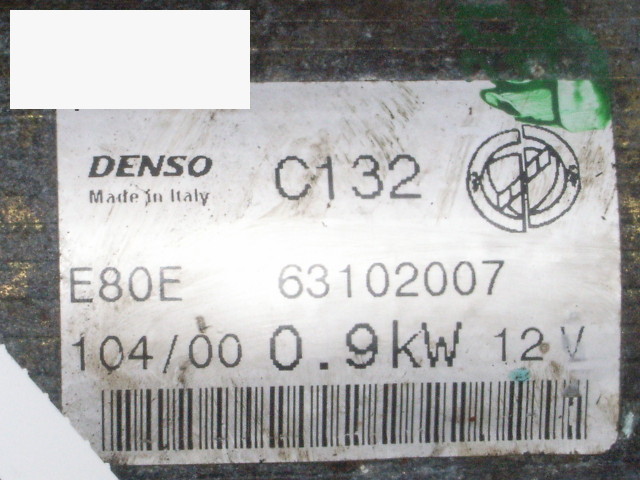 DENSO C132
Made in Italy
E80E 63102007
104/00 0.9kW 12V